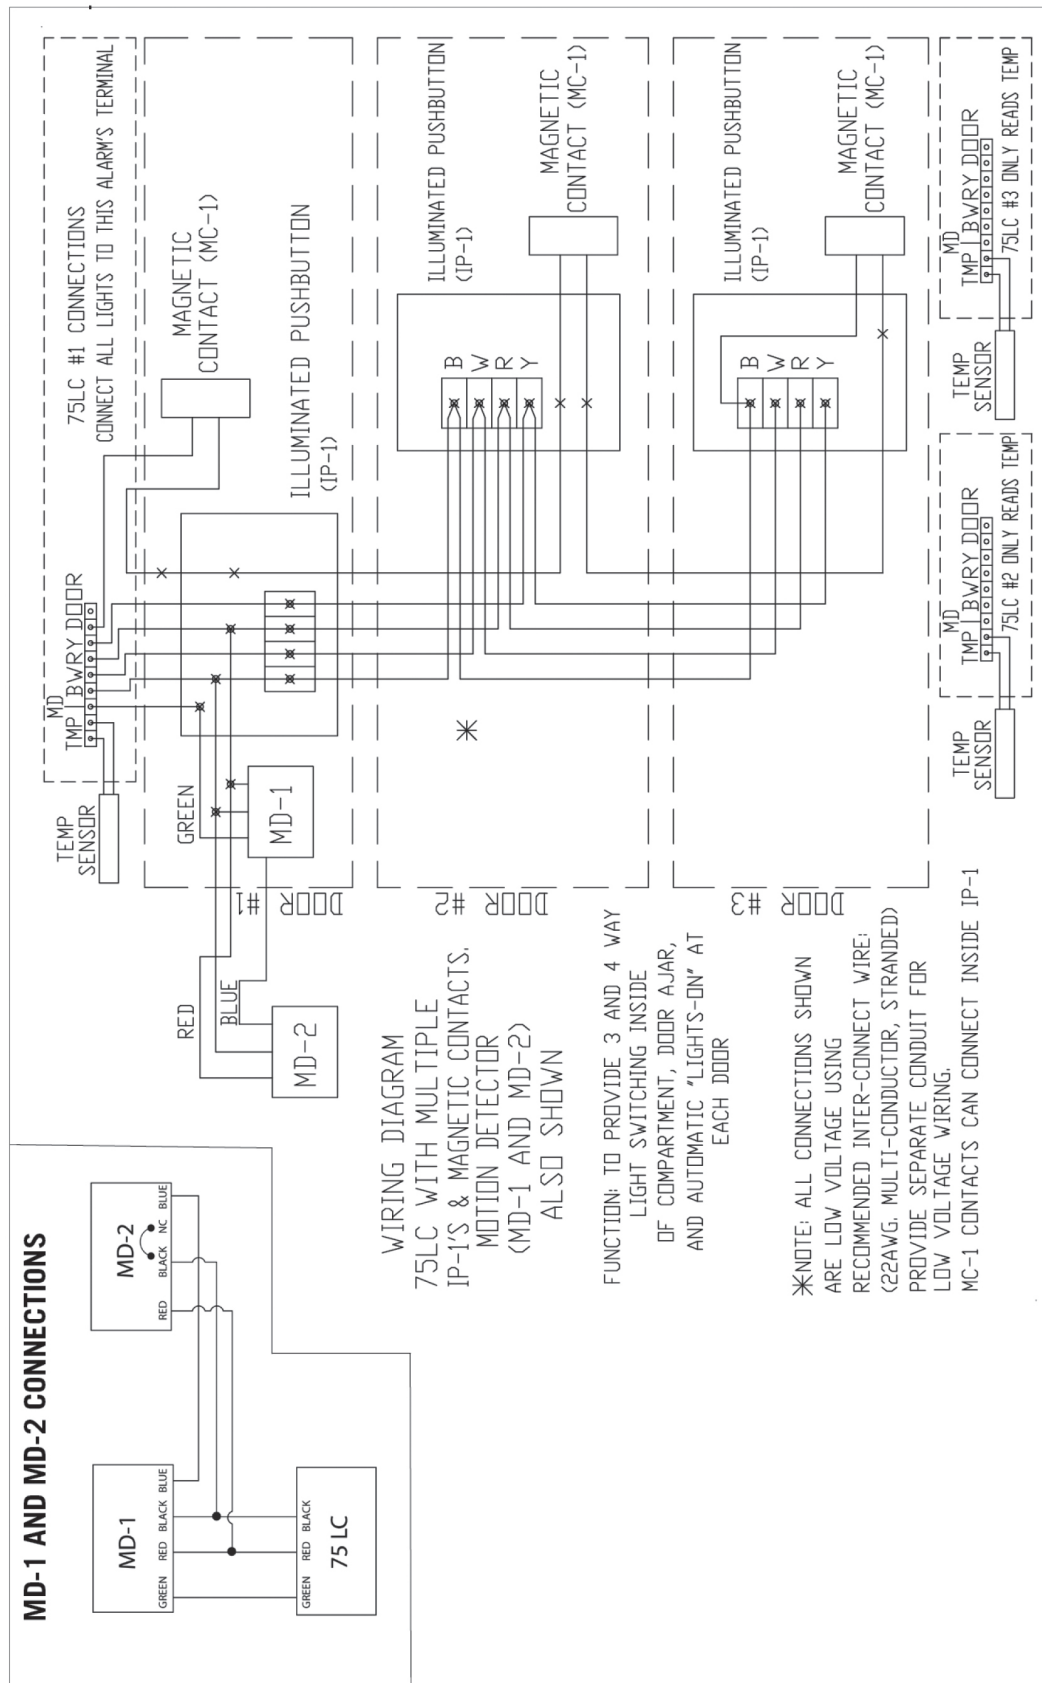 MD-1 AND MD-2 CONNECTIONS
MD-1
GREEN RED BLACK BLUE
MD-2
RED BLACK NC BLUE
GREEN RED BLACK
75 LC
WIRING DIAGRAM
75LC WITH MULTIPLE
IP-1'S & MAGNETIC CONTACTS.
MOTION DETECTOR
(MD-1 AND MD-2)
ALSO SHOWN
FUNCTION: TO PROVIDE 3 AND 4 WAY
LIGHT SWITCHING INSIDE
OF COMPARTMENT, DOOR AJAR,
AND AUTOMATIC "LIGHTS-ON" AT
EACH DOOR
*NOTE: ALL CONNECTIONS SHOWN
ARE LOW VOLTAGE USING
RECOMMENDED INTER-CONNECT WIRE:
(22AWG. MULTI-CONDUCTOR, STRANDED)
PROVIDE SEPARATE CONDUIT FOR
LOW VOLTAGE WIRING.
MC-1 CONTACTS CAN CONNECT INSIDE IP-1
TEMP
SENSOR
MD
TMP | BWRY DOOR
75LC #1 CONNECTIONS
CONNECT ALL LIGHTS TO THIS ALARM'S TERMINAL
RED
GREEN
BLUE
MD-2
MD-1
DOOR #1
MAGNETIC
CONTACT (MC-1)
ILLUMINATED PUSHBUTTON
(IP-1)
DOOR #2
*
B
W
R
Y
ILLUMINATED PUSHBUTTON
(IP-1)
MAGNETIC
CONTACT (MC-1)
DOOR #3
B
W
R
Y
ILLUMINATED PUSHBUTTON
(IP-1)
MAGNETIC
CONTACT (MC-1)
TEMP
SENSOR
MD
TMP | BWRY DOOR
75LC #2 ONLY READS TEMP
TEMP
SENSOR
MD
TMP | BWRY DOOR
75LC #3 ONLY READS TEMP